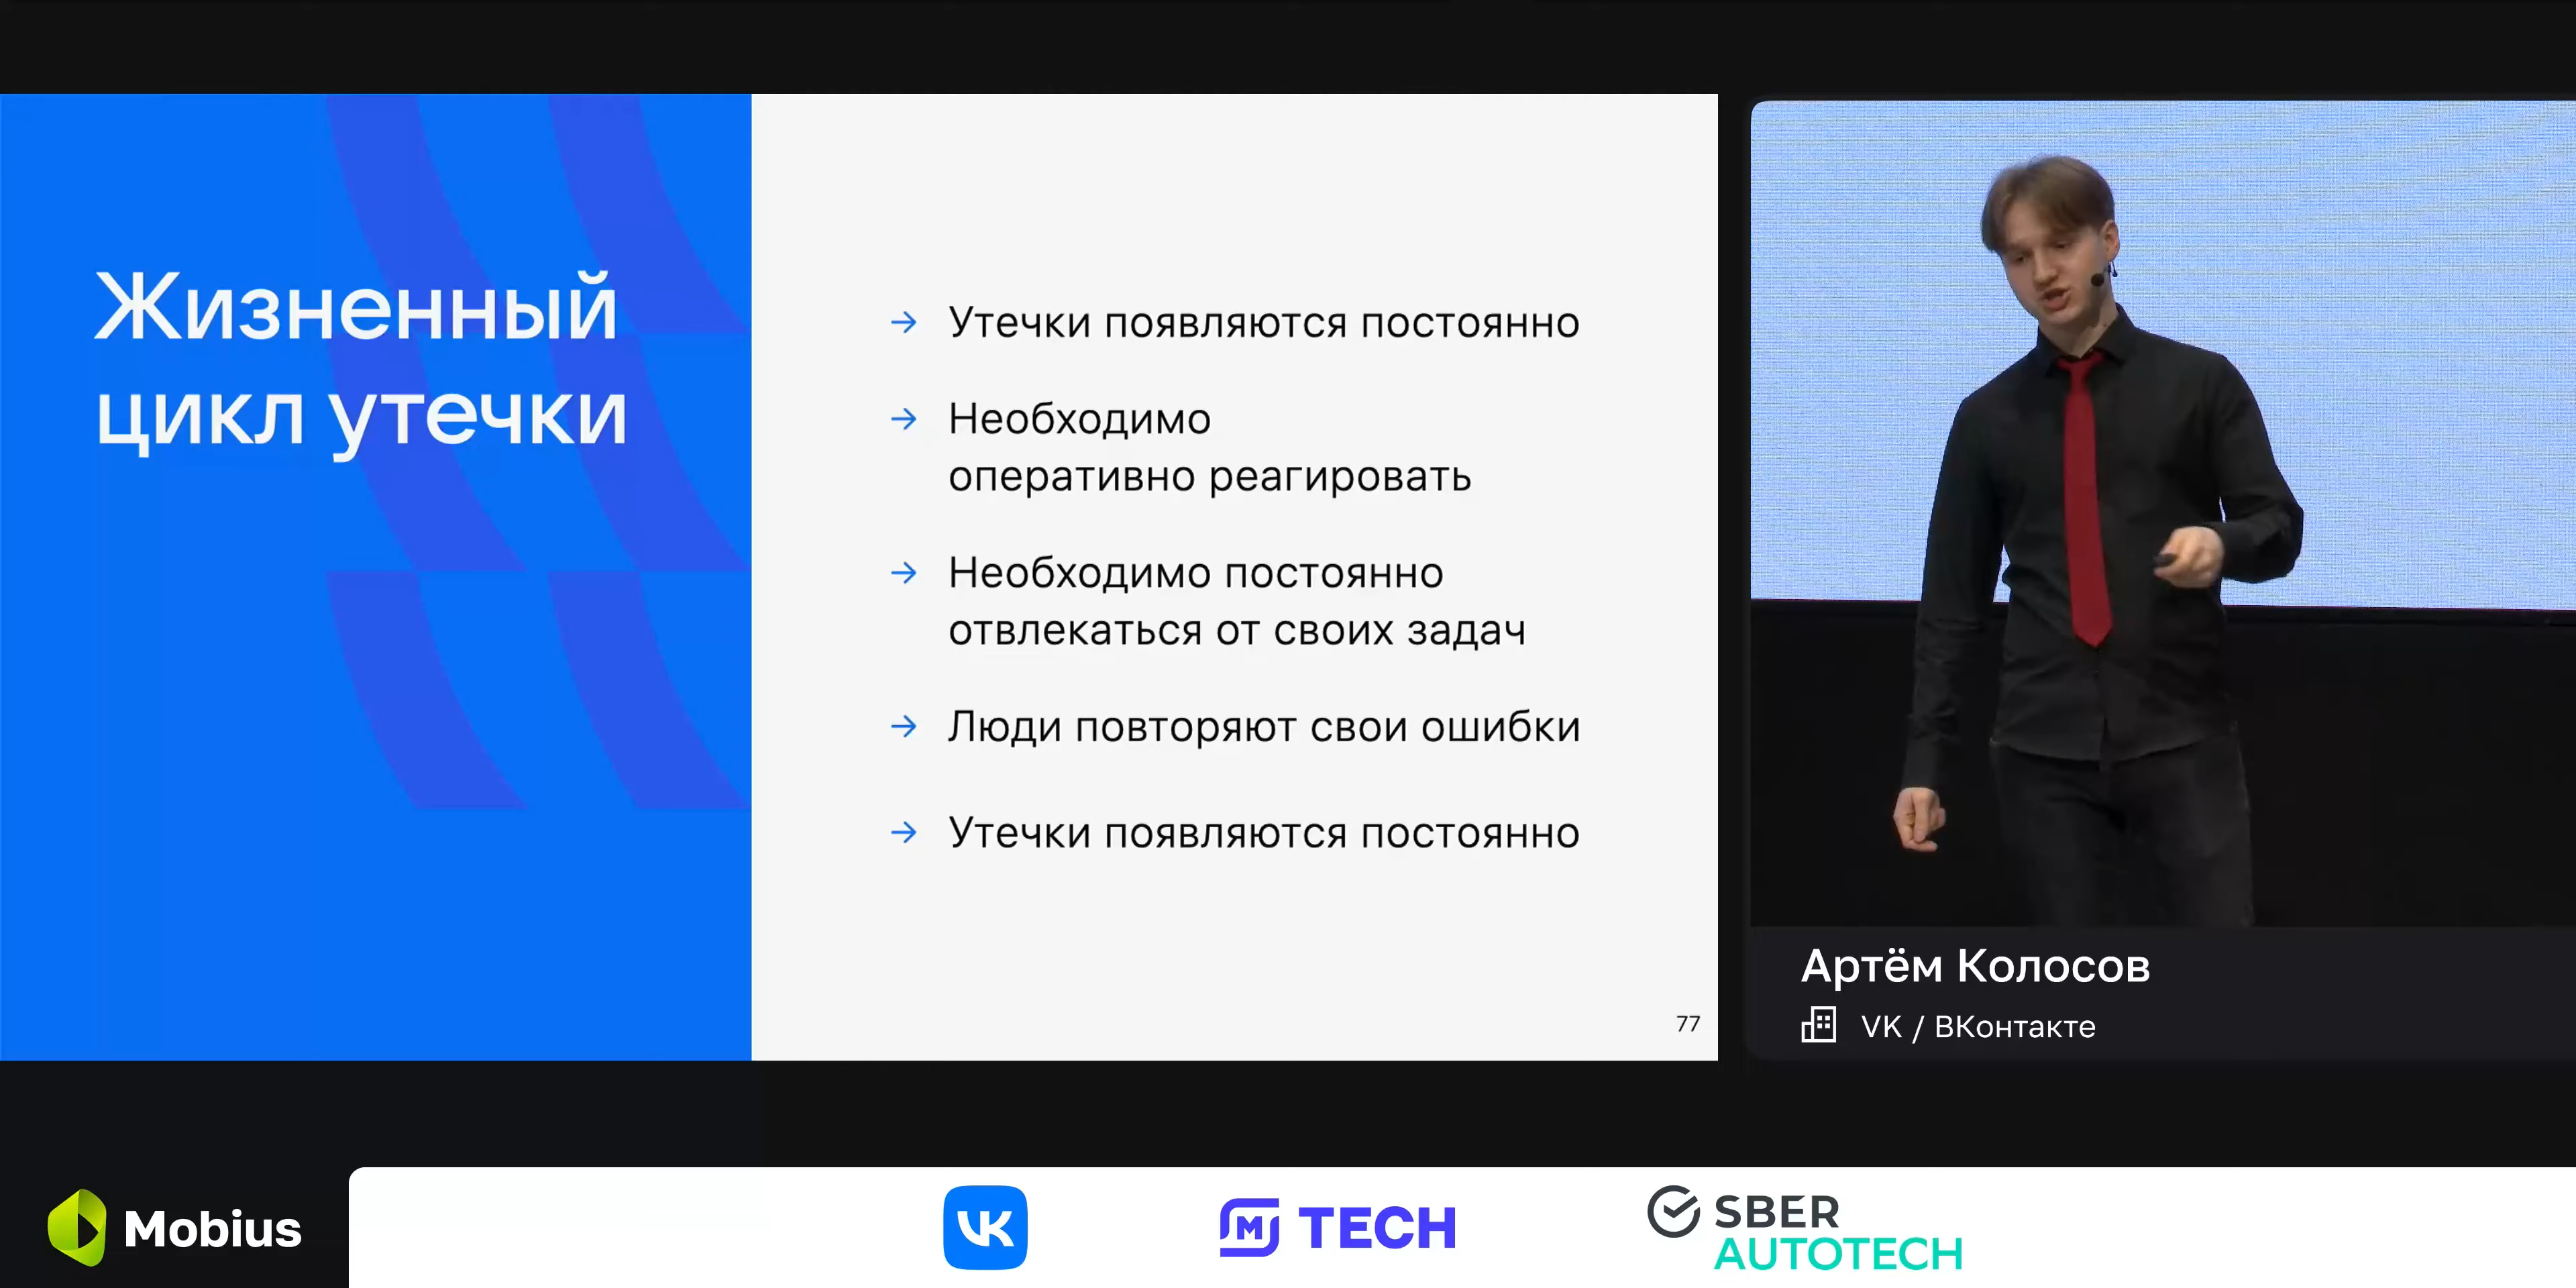 Жизненный
цикл утечки
→ Утечки появляются постоянно
→ Необходимо
оперативно реагировать
→ Необходимо постоянно
отвлекаться от своих задач
→ Люди повторяют свои ошибки
→ Утечки появляются постоянно
77
Артём Колосов
VK / ВКонтакте
Mobius
VK
M TECH
SBER
AUTOTECH